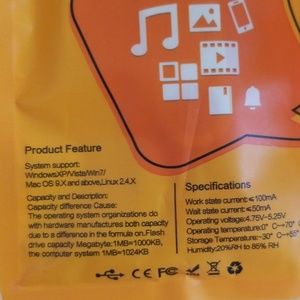 Product Feature
System support:
WindowsXP/Vista/Win7/
Mac OS 9.X and above,Linux 2.4.X
Capacity and Description:
Capacity difference Cause:
The operating system organizations do
with hardware manufactures both capacity
due to a difference in the formula on.Flash
drive capacity Megabyte:1MB=1000KB,
the computer system 1MB=1024KB
Specifications
Work state current:≤100mA
Wait state current:≤50mA
Operating voltage:4.75V-5.25V
Operating Temperature:0° C→70°
Storage Temperature:-30° C→
Humidity:20%RH to 85% RH